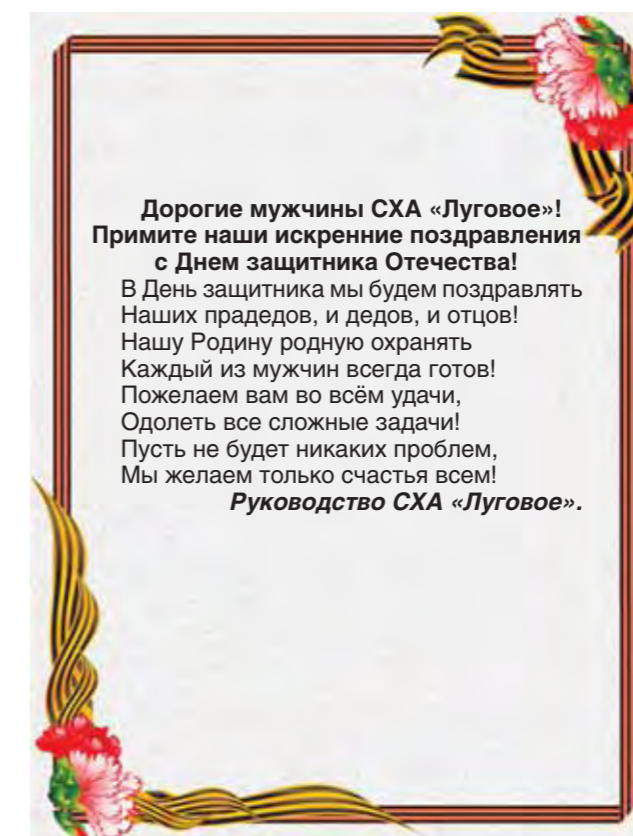 Дорогие мужчины СХА «Луговое»!
Примите наши искренние поздравления
с Днем защитника Отечества!
В День защитника мы будем поздравлять
Наших прадедов, и дедов, и отцов!
Нашу Родину родную охранять
Каждый из мужчин всегда готов!
Пожелаем вам во всём удачи,
Одолеть все сложные задачи!
Пусть не будет никаких проблем,
Мы желаем только счастья всем!
Руководство СХА «Луговое».